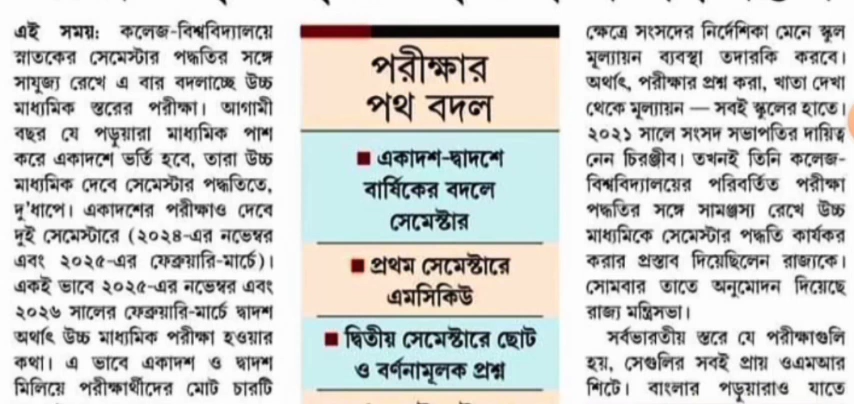 এই সময়: কলেজ-বিশ্ববিদ্যালয়ে
স্নাতকের সেমেস্টার পদ্ধতির সঙ্গে
সাযুজ্য রেখে এ বার বদলাচ্ছে উচ্চ
মাধ্যমিক স্তরের পরীক্ষা। আগামী
বছর যে পড়ুয়ারা মাধ্যমিক পাশ
করে একাদশে ভর্তি হবে, তারা উচ্চ
মাধ্যমিক দেবে সেমেস্টার পদ্ধতিতে,
দু'ধাপে। একাদশের পরীক্ষাও দেবে
দুই সেমেস্টারে (২০২৪-এর নভেম্বর
এবং ২০২৫-এর ফেব্রুয়ারি-মার্চে)।
একই ভাবে ২০২৫-এর নভেম্বর এবং
২০২৬ সালের ফেব্রুয়ারি-মার্চে দ্বাদশ
অর্থাৎ উচ্চ মাধ্যমিক পরীক্ষা হওয়ার
কথা। এ ভাবে একাদশ ও দ্বাদশ
মিলিয়ে পরীক্ষার্থীদের মোট চারটি
পরীক্ষার
পথ বদল
■ একাদশ-দ্বাদশে
বার্ষিকের বদলে
সেমেস্টার
■ প্রথম সেমেস্টারে
এমসিকিউ
■ দ্বিতীয় সেমেস্টারে ছোট
ও বর্ণনামূলক প্রশ্ন
ক্ষেত্রে সংসদের নির্দেশিকা মেনে স্কুল
মূল্যায়ন ব্যবস্থা তদারকি করবে।
অর্থাৎ, পরীক্ষার প্রশ্ন করা, খাতা দেখা
থেকে মূল্যায়ন — সবই স্কুলের হাতে।
২০২১ সালে সংসদ সভাপতির দায়িত্ব
নেন চিরঞ্জীব। তখনই তিনি কলেজ-
বিশ্ববিদ্যালয়ের পরিবর্তিত পরীক্ষা
পদ্ধতির সঙ্গে সামঞ্জস্য রেখে উচ্চ
মাধ্যমিকে সেমেস্টার পদ্ধতি কার্যকর
করার প্রস্তাব দিয়েছিলেন রাজ্যকে।
সোমবার তাতে অনুমোদন দিয়েছে
রাজ্য মন্ত্রিসভা।
সর্বভারতীয় স্তরে যে পরীক্ষাগুলি
হয়, সেগুলির সবই প্রায় ওএমআর
শিটে। বাংলার পড়ুয়ারাও যাতে